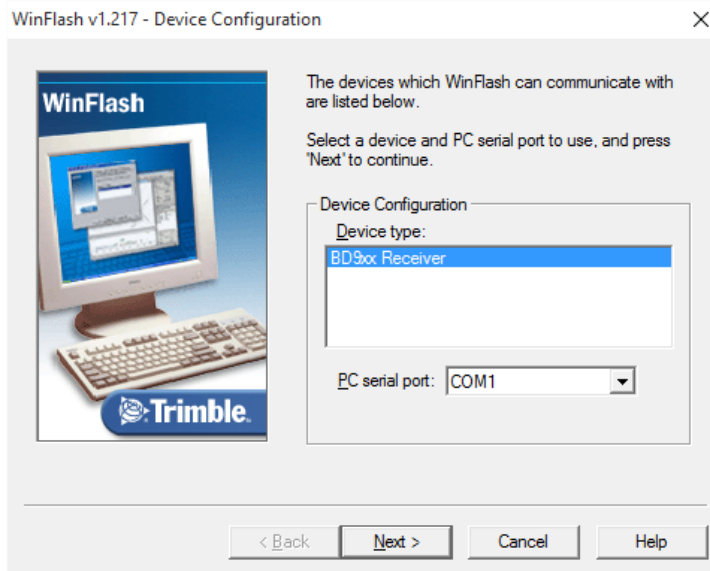 WinFlash v1.217 - Device Configuration
WinFlash
Trimble.
The devices which WinFlash can communicate with
are listed below.
Select a device and PC serial port to use, and press
'Next' to continue.
Device Configuration
Device type:
BD9xx Receiver
PC serial port: COM1
< Back Next > Cancel Help